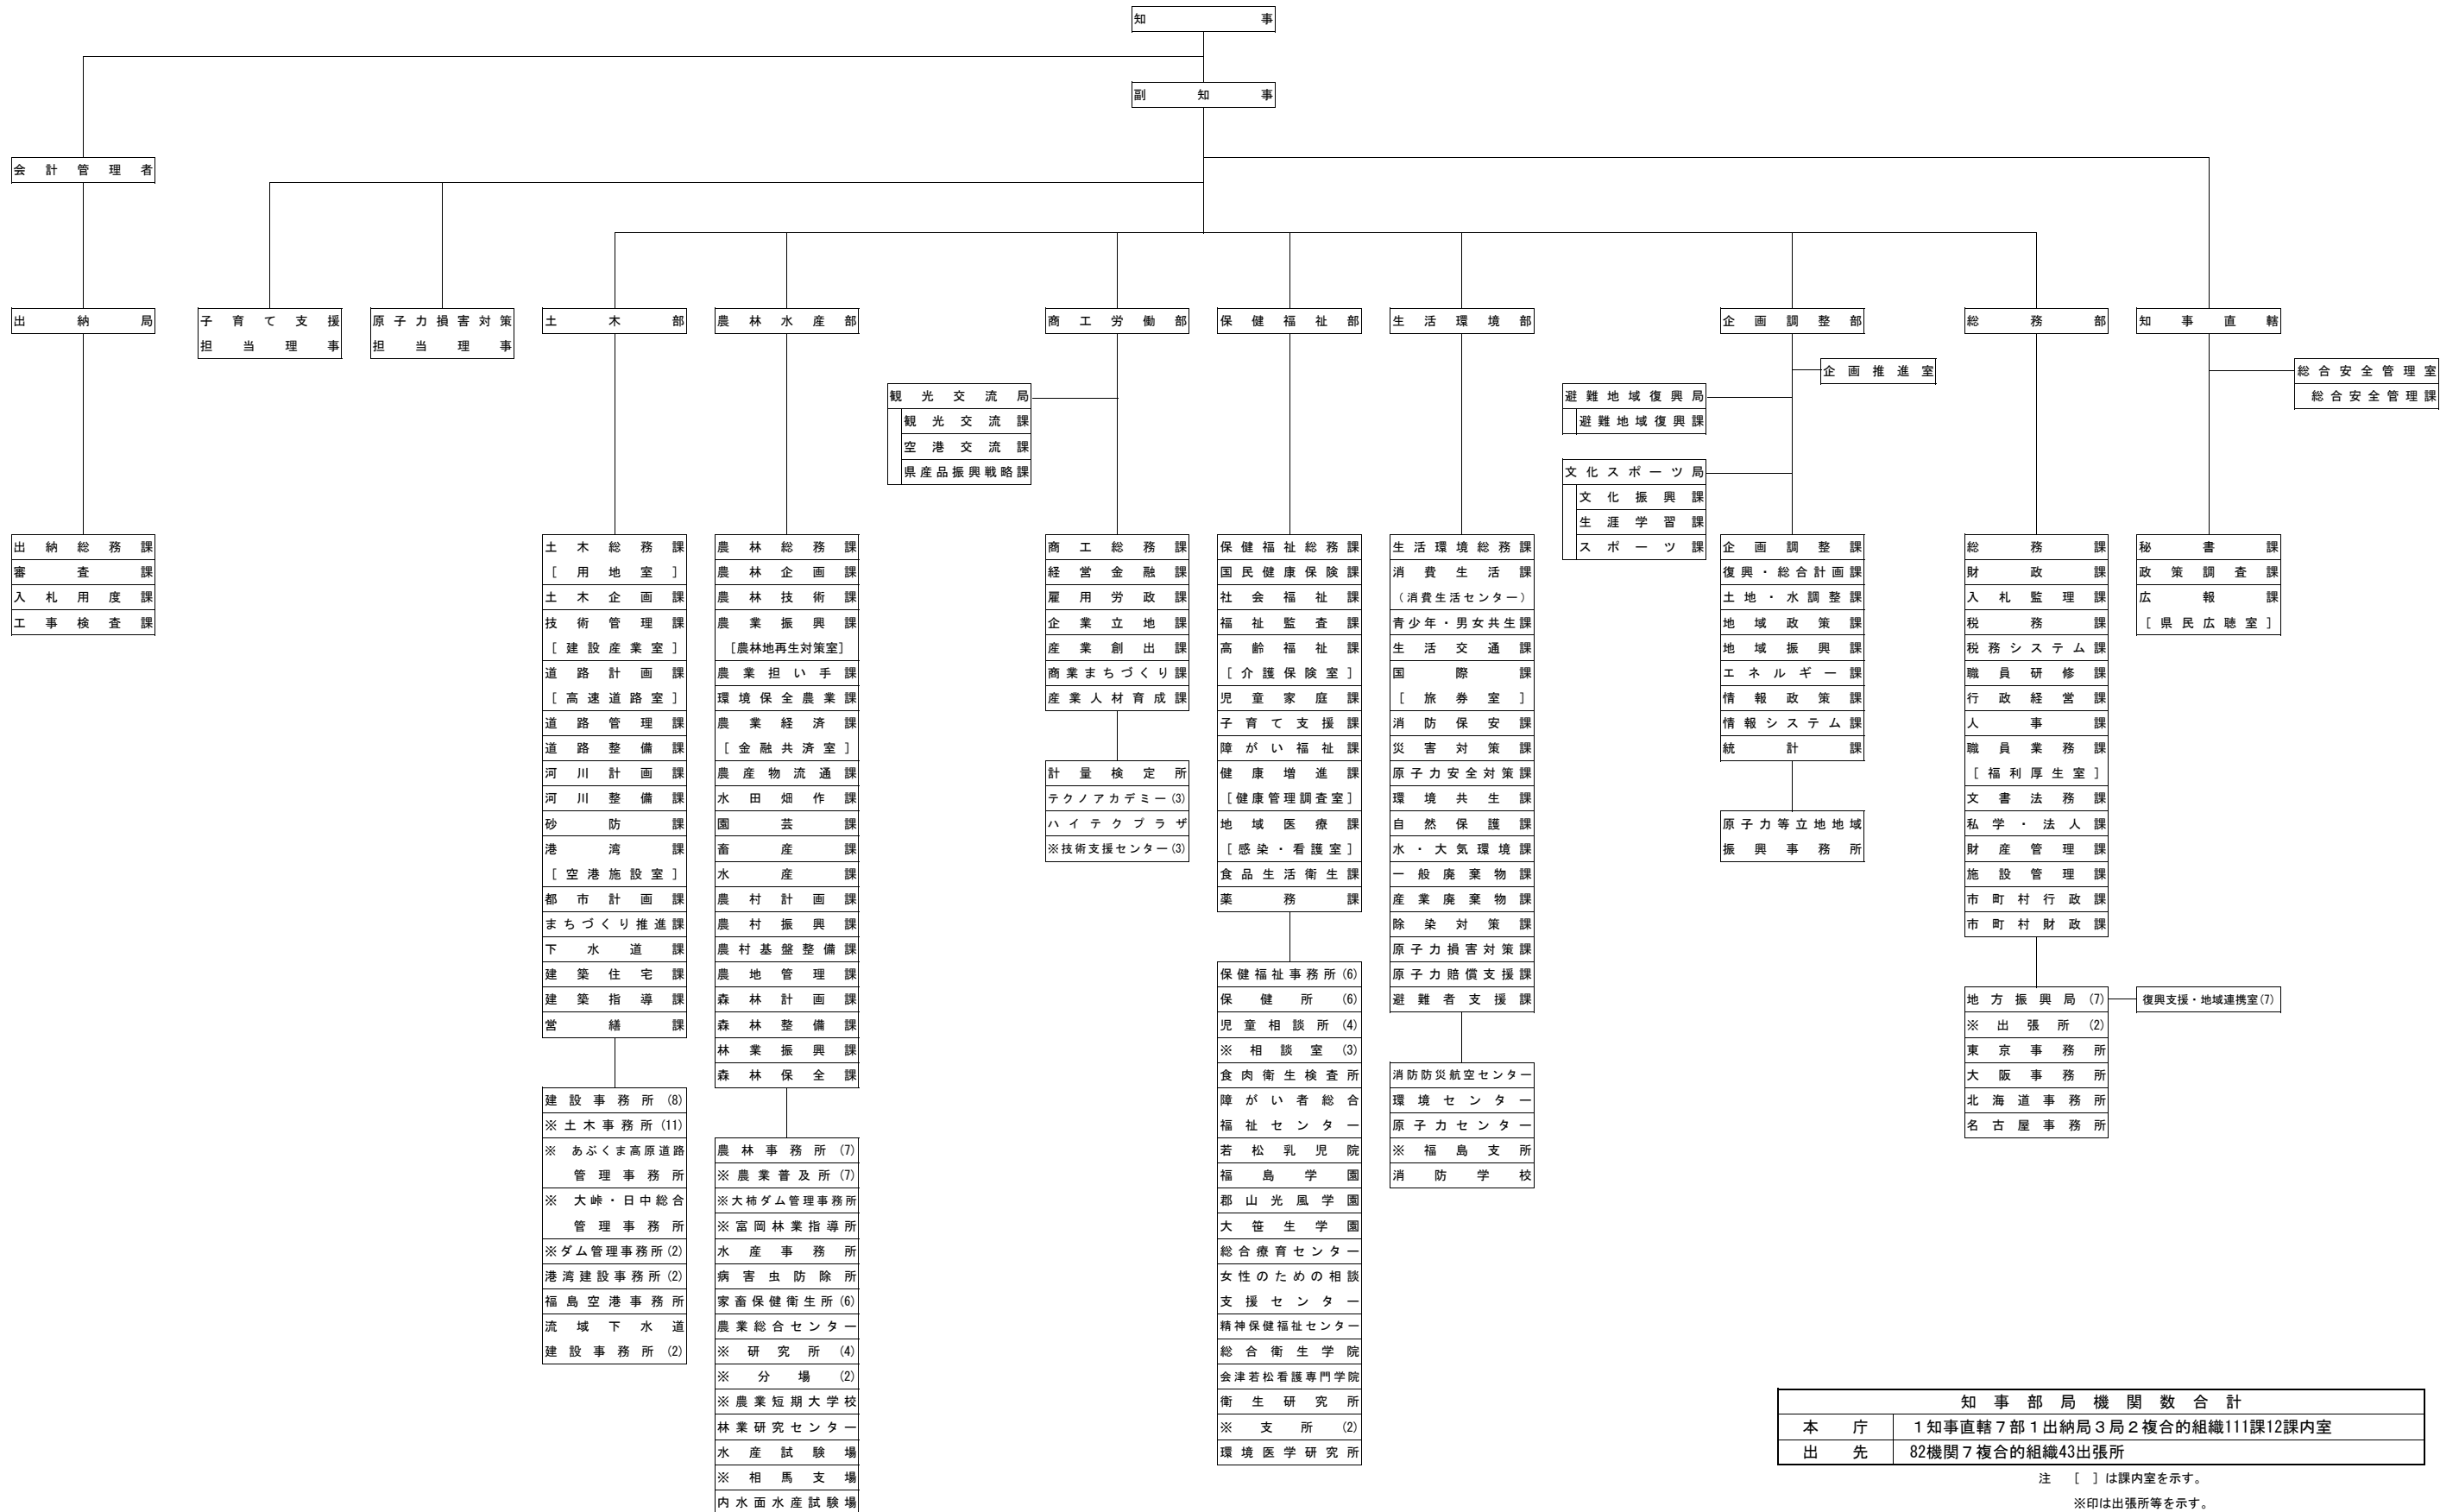 知事
副知事
会計管理者
出納局
子育て支援
担当理事
原子力損害対策
担当理事
土木部
農林水産部
商工労働部
保健福祉部
生活環境部
企画調整部
総務部
知事直轄
企画推進室
総合安全管理室
総合安全管理課
観光交流局
観光交流課
空港交流課
県産品振興戦略課
避難地域復興局
避難地域復興課
文化スポーツ局
文化振興課
生涯学習課
スポーツ課
出納総務課
審査課
入札用度課
工事検査課
土木総務課
[用地室]
土木企画課
技術管理課
[建設産業室]
道路計画課
[高速道路室]
道路管理課
道路整備課
河川計画課
河川整備課
砂防課
港湾課
[空港施設室]
都市計画課
まちづくり推進課
下水道課
建築住宅課
建築指導課
営繕課
建設事務所(8)
※土木事務所(11)
※ あぶくま高原道路
管理事務所
※ 大峠・日中総合
管理事務所
※ダム管理事務所(2)
港湾建設事務所(2)
福島空港事務所
流域下水道
建設事務所(2)
農林総務課
農林企画課
農林技術課
農業振興課
[農林地再生対策室]
農業担い手課
環境保全農業課
農業経済課
[金融共済室]
農産物流通課
水田畑作課
園芸課
畜産課
水産課
農村計画課
農村振興課
農村基盤整備課
農地管理課
森林計画課
森林整備課
林業振興課
森林保全課
農林事務所(7)
※農業普及所(7)
※大柿ダム管理事務所
※富岡林業指導所
水産事務所
病害虫防除所
家畜保健衛生所(6)
農業総合センター
※研究所(4)
※分場(2)
※農業短期大学校
林業研究センター
水産試験場
※相馬支場
内水面水産試験場
商工総務課
経営金融課
雇用労政課
企業立地課
産業創出課
商業まちづくり課
産業人材育成課
計量検定所
テクノアカデミー(3)
ハイテクプラザ
※技術支援センター(3)
保健福祉総務課
国民健康保険課
社会福祉課
福祉監査課
高齢福祉課
[介護保険室]
児童家庭課
子育て支援課
障がい福祉課
健康増進課
[健康管理調査室]
地域医療課
[感染・看護室]
食品生活衛生課
薬務課
保健福祉事務所(6)
保健所(6)
児童相談所(4)
※相談室(3)
食肉衛生検査所
障がい者総合
福祉センター
若松乳児院
福島学園
郡山光風学園
大笹生学園
総合療育センター
女性のための相談
支援センター
精神保健福祉センター
総合衛生学院
会津若松看護専門学院
衛生研究所
※支所(2)
環境医学研究所
生活環境総務課
消費生活課
(消費生活センター)
青少年・男女共生課
生活交通課
国際課
[旅券室]
消防保安課
災害対策課
原子力安全対策課
環境共生課
自然保護課
水・大気環境課
一般廃棄物課
産業廃棄物課
除染対策課
原子力損害対策課
原子力賠償支援課
避難者支援課
消防防災航空センター
環境センター
原子力センター
※福島支所
消防学校
企画調整課
復興・総合計画課
土地・水調整課
地域政策課
地域振興課
エネルギー課
情報政策課
情報システム課
統計課
原子力等立地地域
振興事務所
総務課
財政課
入札監理課
税務課
税務システム課
職員研修課
行政経営課
人事課
職員業務課
[福利厚生室]
文書法務課
私学・法人課
財産管理課
施設管理課
市町村行政課
市町村財政課
地方振興局(7)
復興支援・地域連携室(7)
※出張所(2)
東京事務所
大阪事務所
北海道事務所
名古屋事務所
秘書課
政策調査課
広報課
[県民広聴室]
知事部局機関数合計
本庁 1知事直轄7部1出納局3局2複合的組織111課12課内室
出先 82機関7複合的組織43出張所
注 [ ]は課内室を示す。
※印は出張所等を示す。